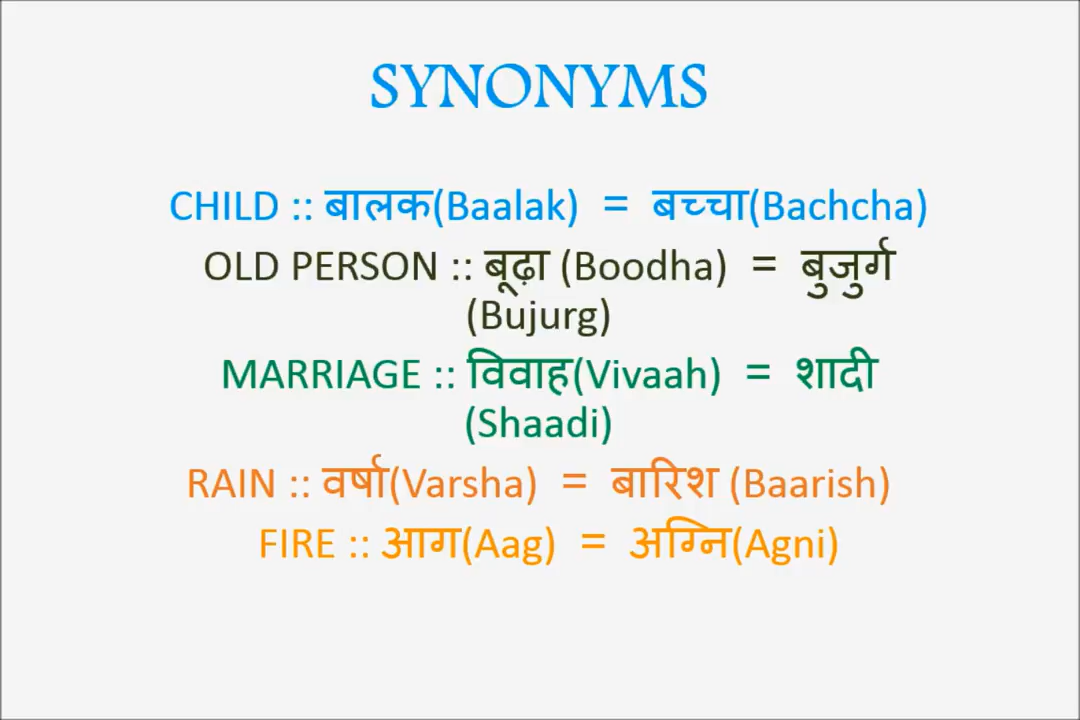 SYNONYMS
CHILD :: बालक(Baalak) = बच्चा(Bachcha)
OLD PERSON :: बूढ़ा (Boodha) = बुजुर्ग
(Bujurg)
MARRIAGE :: विवाह(Vivaah) = शादी
(Shaadi)
RAIN :: वर्षा(Varsha) = बारिश (Baarish)
FIRE :: आग(Aag) = अग्नि(Agni)